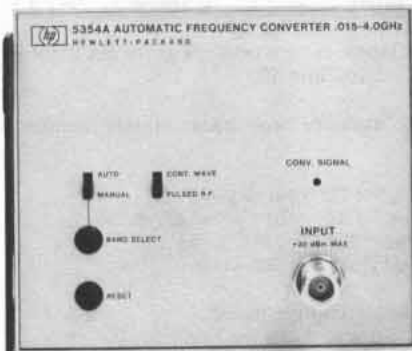 hp 5354A AUTOMATIC FREQUENCY CONVERTER .015-4.0GHz
HEWLETT-PACKARD
AUTO
MANUAL
CONT. WAVE
PULSED R.F.
CONV. SIGNAL
BAND SELECT
INPUT
+20 dBm MAX
RESET